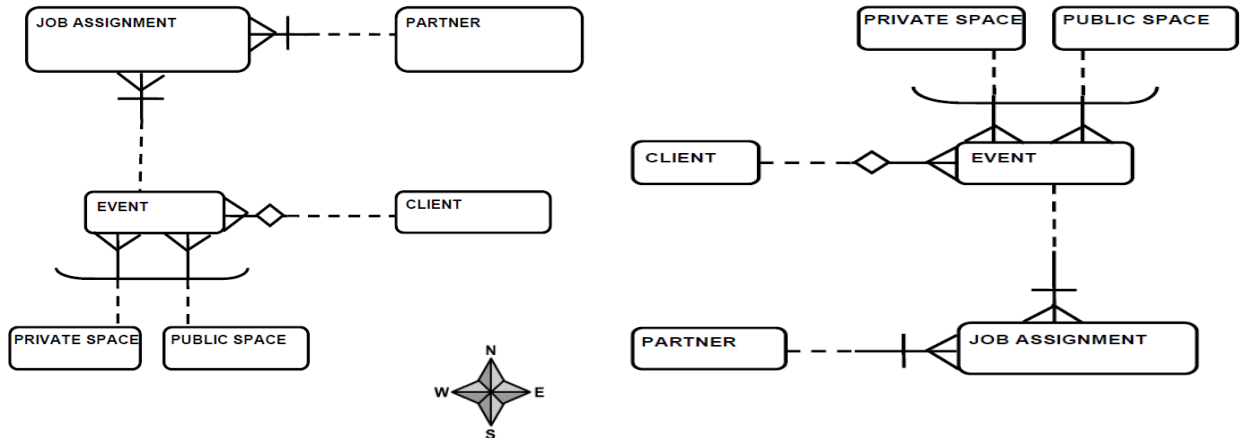 JOB ASSIGNMENT
PARTNER
EVENT
CLIENT
PRIVATE SPACE
PUBLIC SPACE
N
W
E
S
PRIVATE SPACE
PUBLIC SPACE
CLIENT
EVENT
PARTNER
JOB ASSIGNMENT